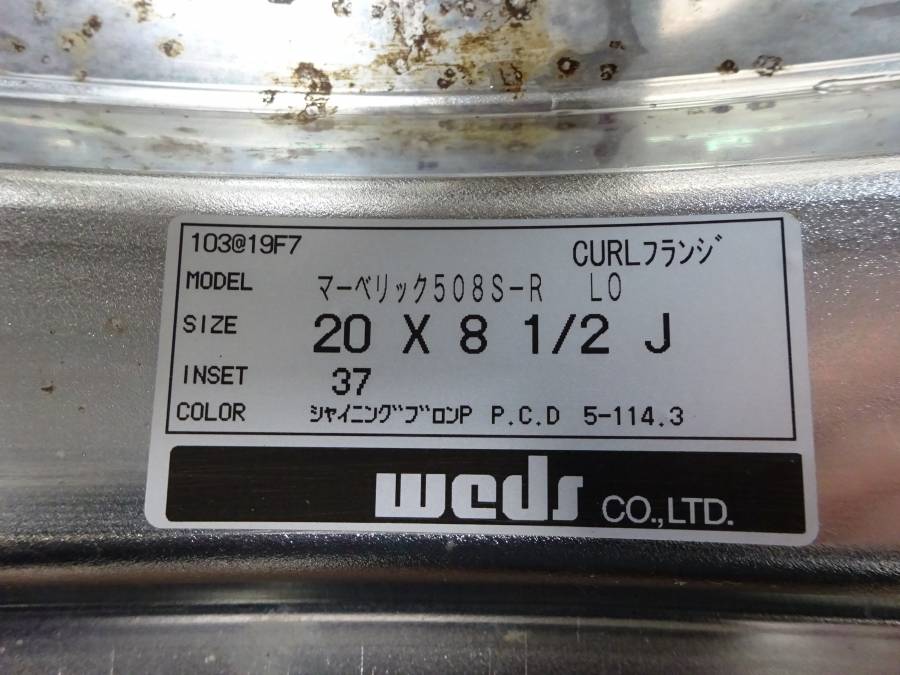 103@19F7 CURLフランジ
MODEL マーベリック508S-R LO
SIZE 20 X 8 1/2 J
INSET 37
COLOR シャイニングブロンP P.C.D 5-114.3
weds CO.,LTD.